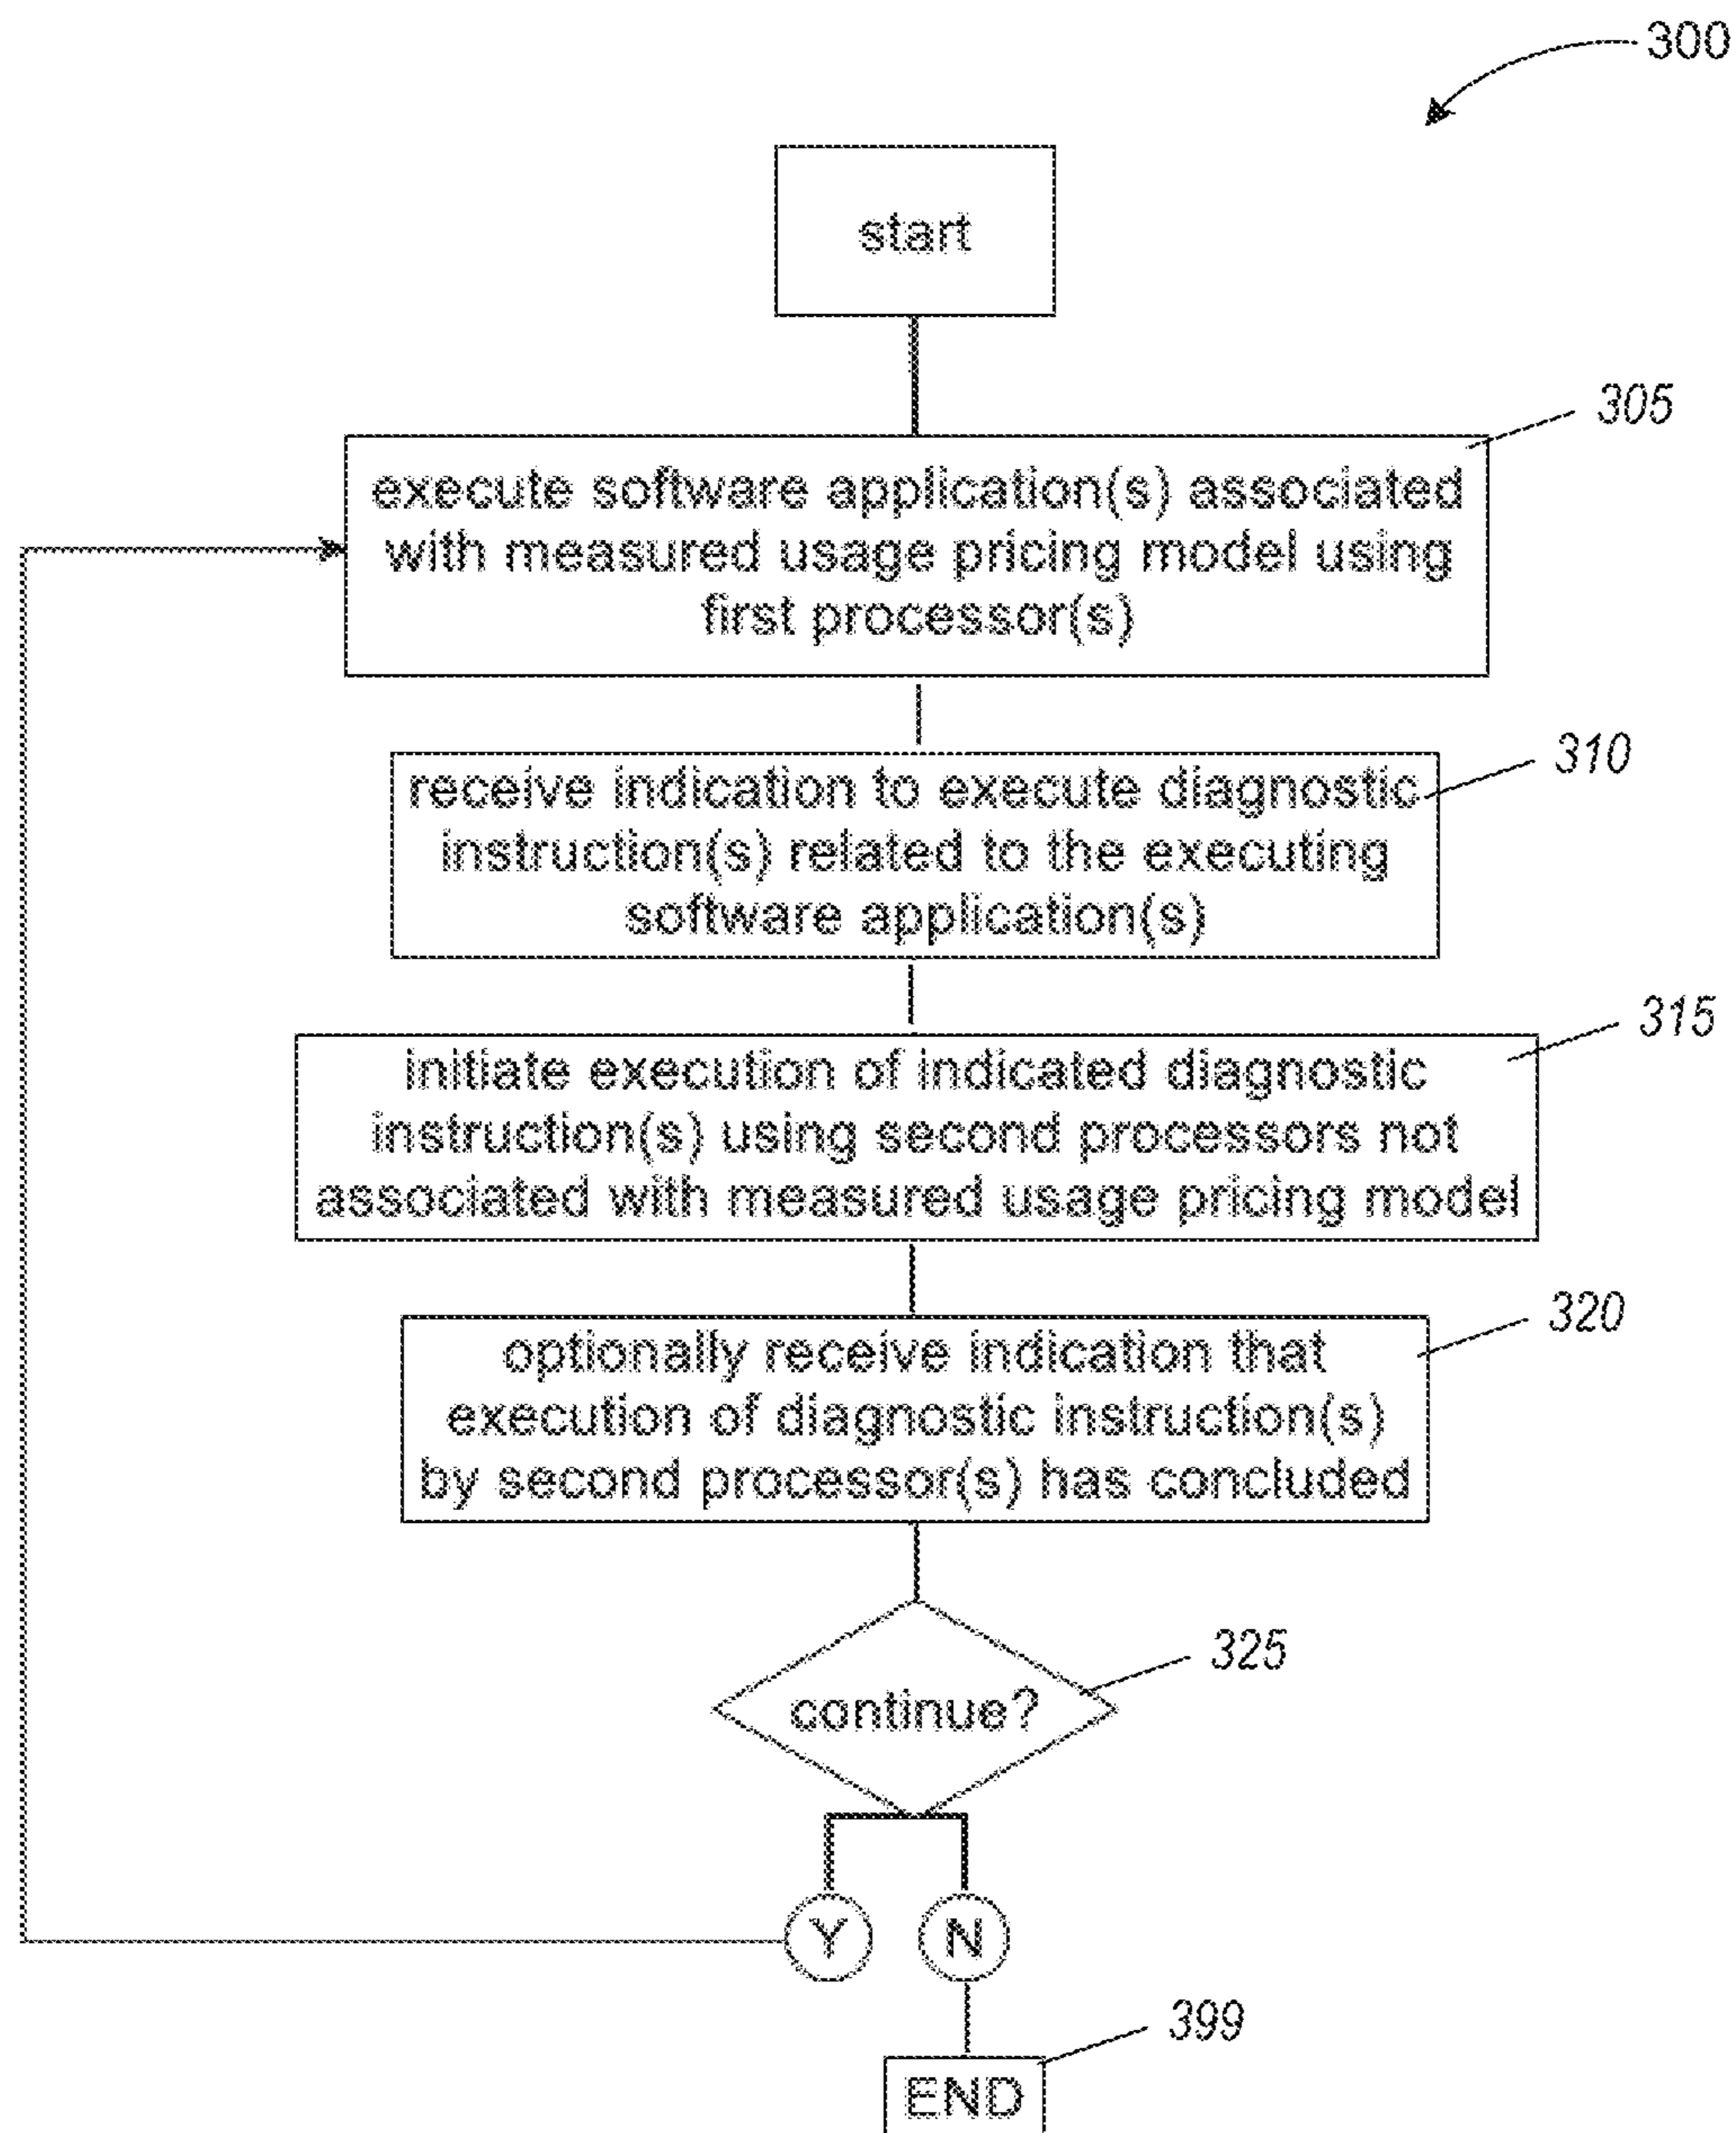 300
start
305
execute software application(s) associated
with measured usage pricing model using
first processor(s)
310
receive indication to execute diagnostic
instruction(s) related to the executing
software application(s)
315
initiate execution of indicated diagnostic
instruction(s) using second processors not
associated with measured usage pricing model
320
optionally receive indication that
execution of diagnostic instruction(s)
by second processor(s) has concluded
325
continue?
Y
N
399
END